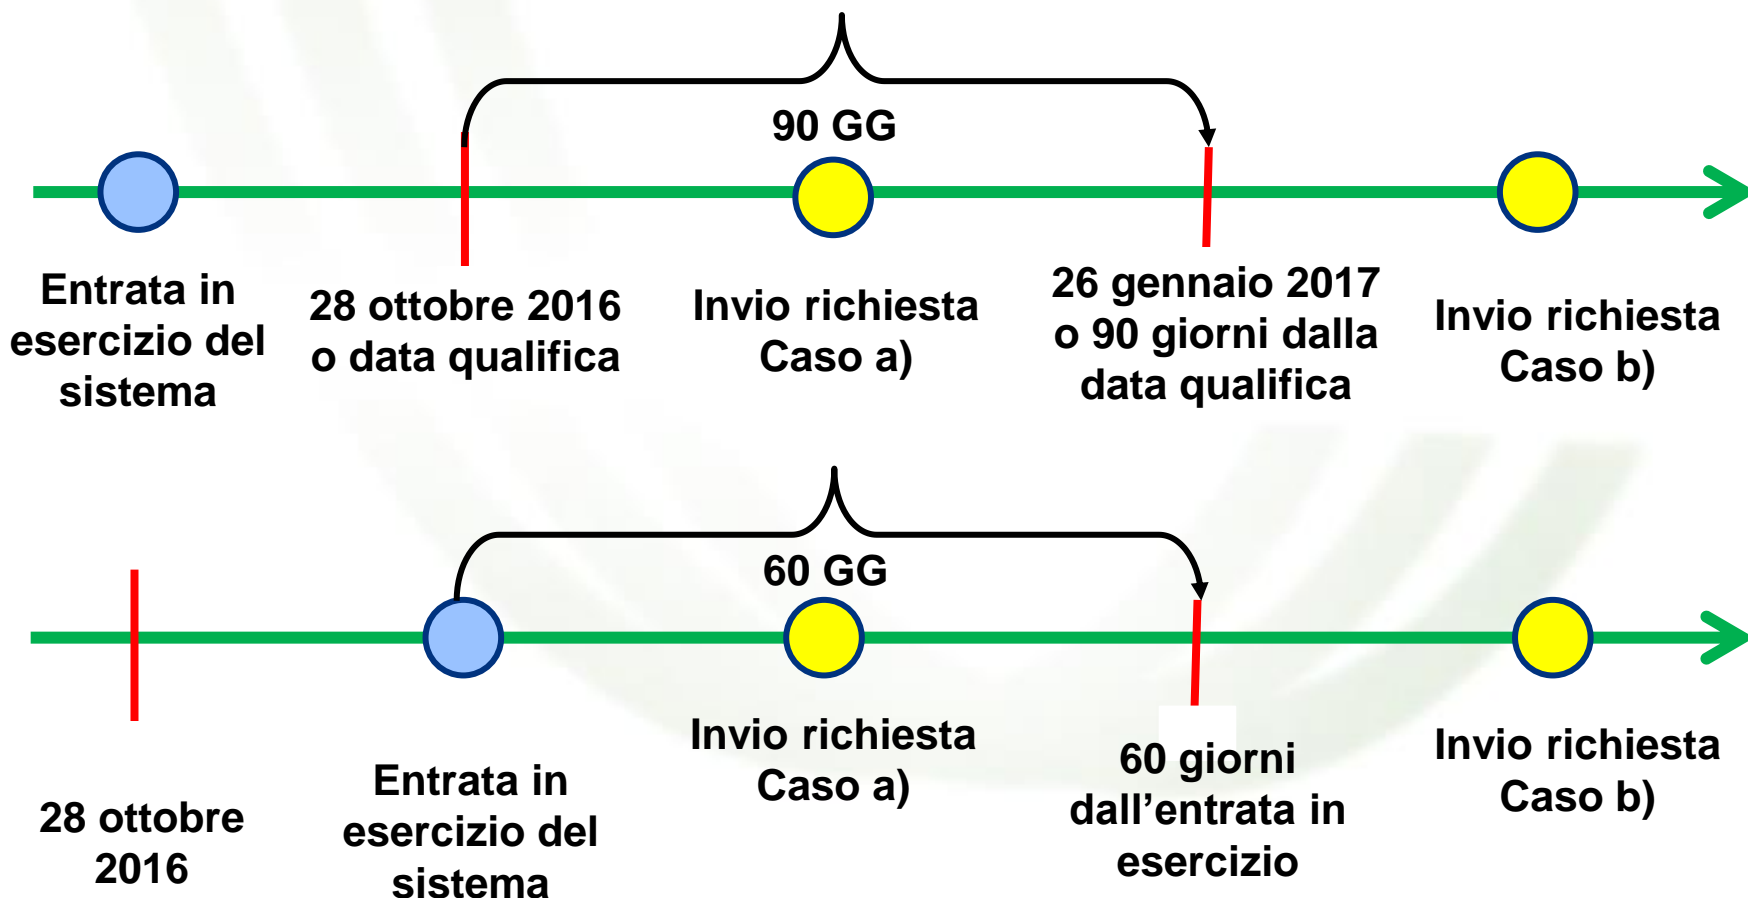 90 GG
Entrata in
esercizio del
sistema
28 ottobre 2016
o data qualifica
Invio richiesta
Caso a)
26 gennaio 2017
o 90 giorni dalla
data qualifica
Invio richiesta
Caso b)
60 GG
28 ottobre
2016
Entrata in
esercizio del
sistema
Invio richiesta
Caso a)
60 giorni
dall’entrata in
esercizio
Invio richiesta
Caso b)